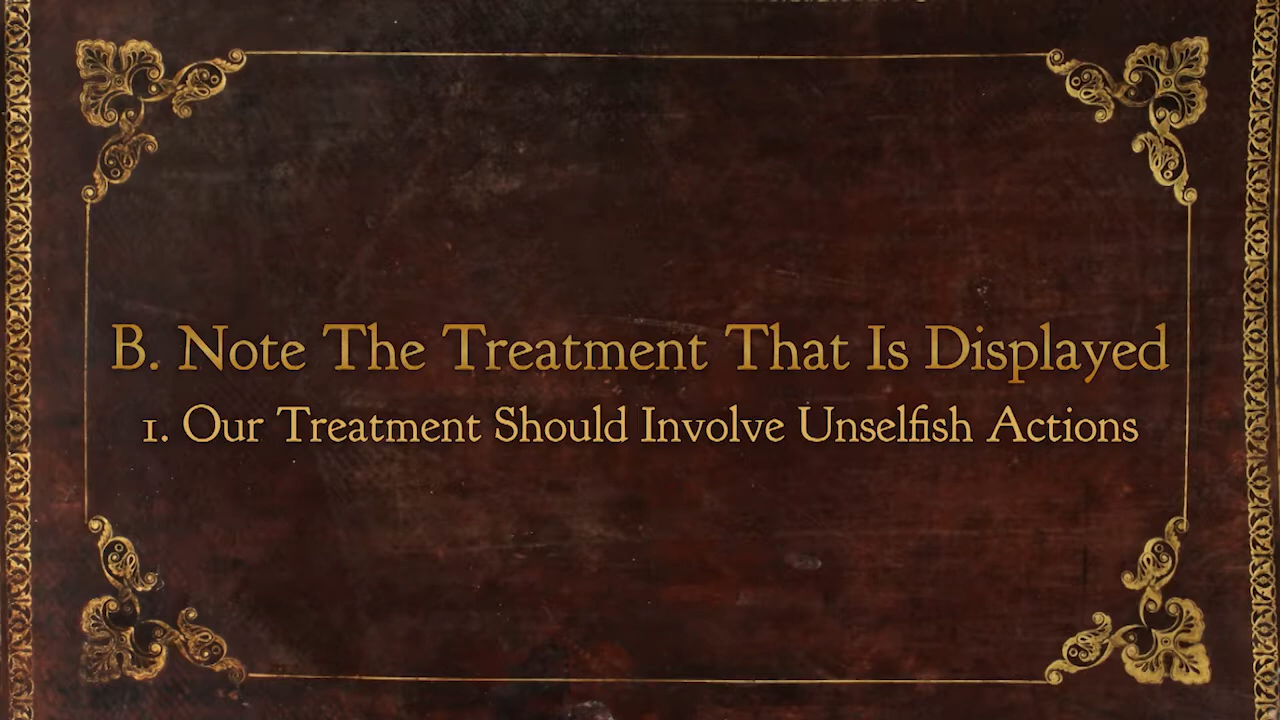 B. Note The Treatment That Is Displayed
1. Our Treatment Should Involve Unselfish Actions